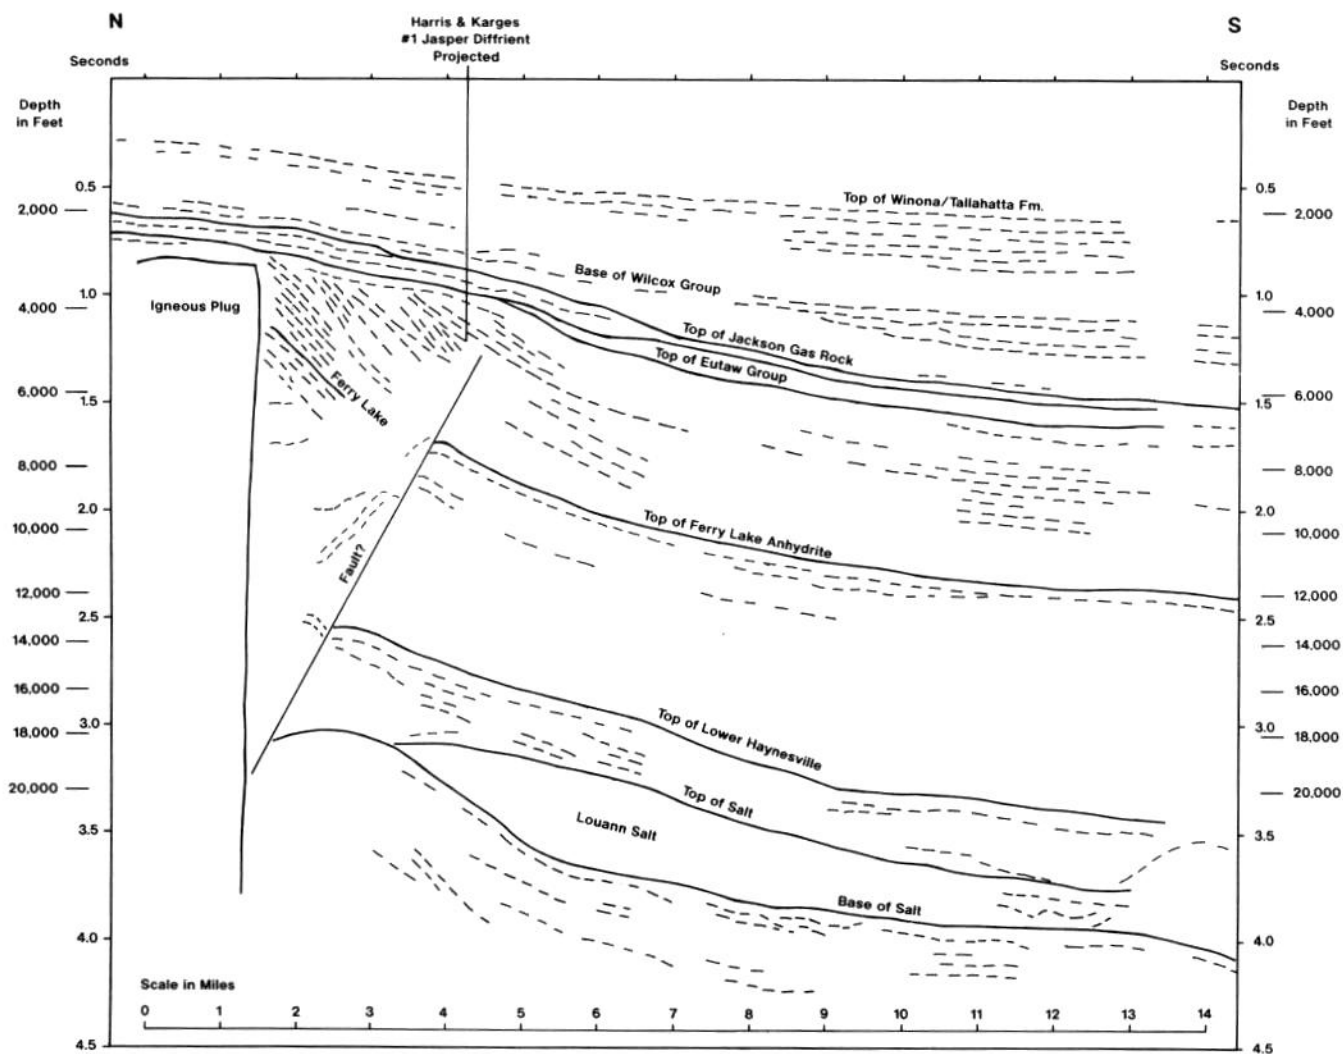 N
Harris & Karges
#1 Jasper Diffrient
Projected
S
Seconds
Seconds
Depth
in Feet
Depth
in Feet
0.5
0.5
2,000
2,000
Top of Winona/Tallahatta Fm.
Base of Wilcox Group
1.0
1.0
Igneous Plug
4,000
4,000
Top of Jackson Gas Rock
Top of Eutaw Group
Ferry Lake
6,000
6,000
1.5
1.5
8,000
8,000
2.0
2.0
Top of Ferry Lake Anhydrite
10,000
10,000
Fault?
12,000
12,000
2.5
2.5
14,000
14,000
16,000
16,000
3.0
3.0
Top of Lower Haynesville
18,000
18,000
20,000
20,000
Top of Salt
Louann Salt
3.5
3.5
Base of Salt
4.0
4.0
Scale in Miles
0 1 2 3 4 5 6 7 8 9 10 11 12 13 14
4.5
4.5